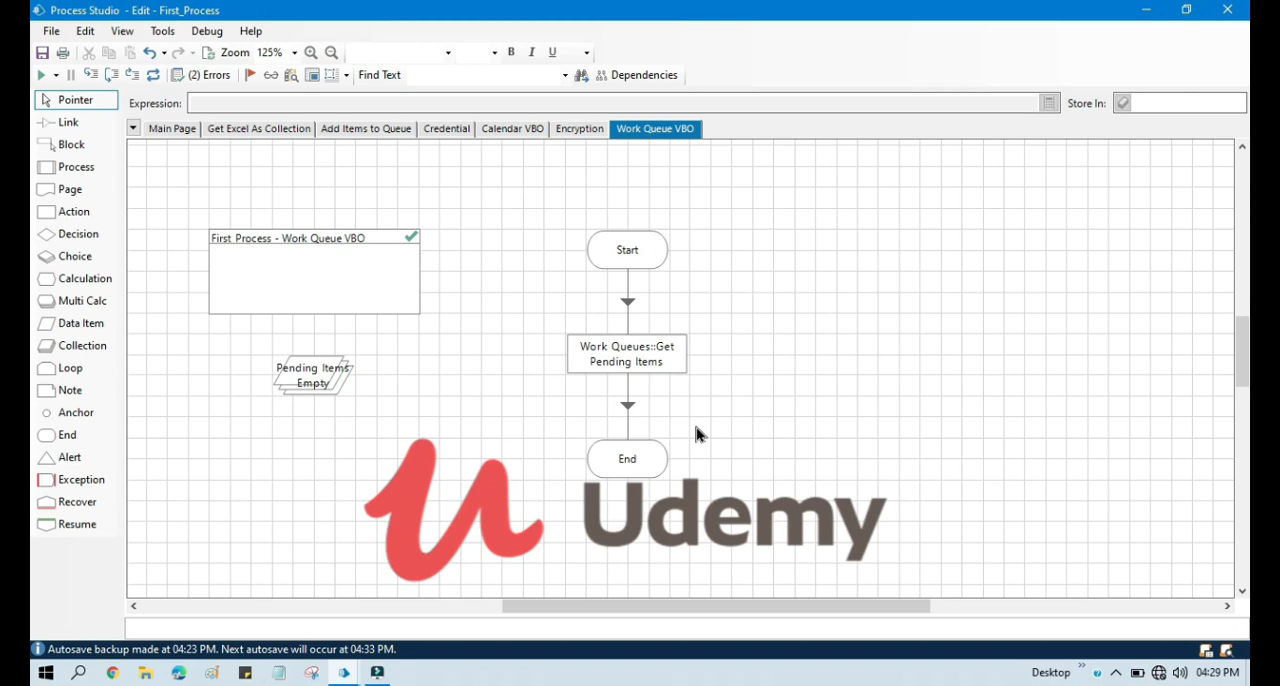 Process Studio - Edit - First_Process
File Edit View Tools Debug Help
Zoom 125% B I U
(2) Errors Find Text Dependencies
Pointer Expression: Store In:
Link
Main Page Get Excel As Collection Add Items to Queue Credential Calendar VBO Encryption Work Queue VBO
Block
Process
Page
Action
Decision
Choice
Calculation
Multi Calc
Data Item
Collection
Loop
Note
Anchor
End
Alert
Exception
Recover
Resume
First Process - Work Queue VBO
Start
Work Queues::Get
Pending Items
Pending Items
Empty
End
Udemy
Autosave backup made at 04:23 PM. Next autosave will occur at 04:33 PM.
Desktop 04:29 PM